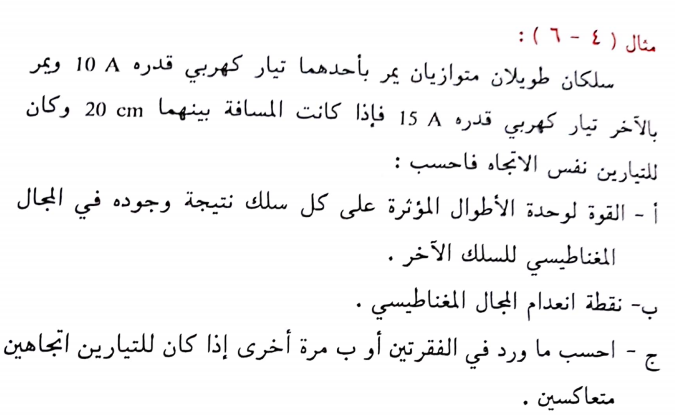 مثال ( ٤ - ٦ ) :
سلكان طويلان متوازيان يمر بأحدهما تيار كهربي قدره 10 A ويمر
بالآخر تيار كهربي قدره 15 A فإذا كانت المسافة بينهما 20 cm وكان
للتيارين نفس الاتجاه فاحسب :
أ - القوة لوحدة الأطوال المؤثرة على كل سلك نتيجة وجوده في المجال
المغناطيسي للسلك الآخر .
ب- نقطة انعدام المجال المغناطيسي .
ج - احسب ما ورد في الفقرتين أو ب مرة أخرى إذا كان للتيارين اتجاهين
متعاكسين .